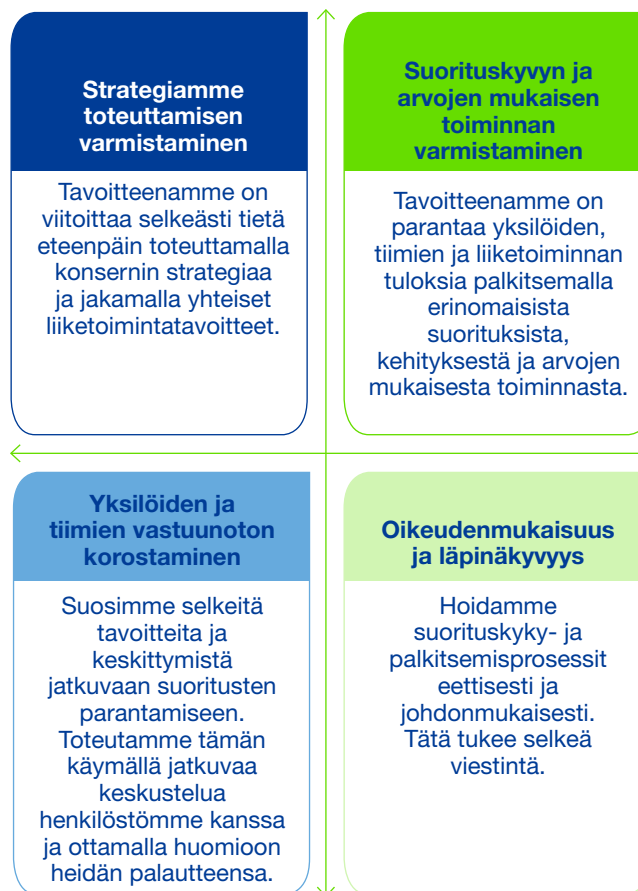 Strategiamme
toteuttamisen
varmistaminen
Tavoitteenamme on
viitoittaa selkeästi tietä
eteenpäin toteuttamalla
konsernin strategiaa
ja jakamalla yhteiset
liiketoimintatavoitteet.
Suorituskyvyn ja
arvojen mukaisen
toiminnan
varmistaminen
Tavoitteenamme on
parantaa yksilöiden,
tiimien ja liiketoiminnan
tuloksia palkitsemalla
erinomaisista
suorituksista,
kehityksestä ja arvojen
mukaisesta toiminnasta.
Yksilöiden ja
tiimien vastuunoton
korostaminen
Suosimme selkeitä
tavoitteita ja
keskittymistä
jatkuvaan suoritusten
parantamiseen.
Toteutamme tämän
käymällä jatkuvaa
keskustelua
henkilöstömme kanssa
ja ottamalla huomioon
heidän palautteensa.
Oikeudenmukaisuus
ja läpinäkyvyys
Hoidamme
suorituskyky- ja
palkitsemisprosessit
eettisesti ja
johdonmukaisesti.
Tätä tukee selkeä
viestintä.